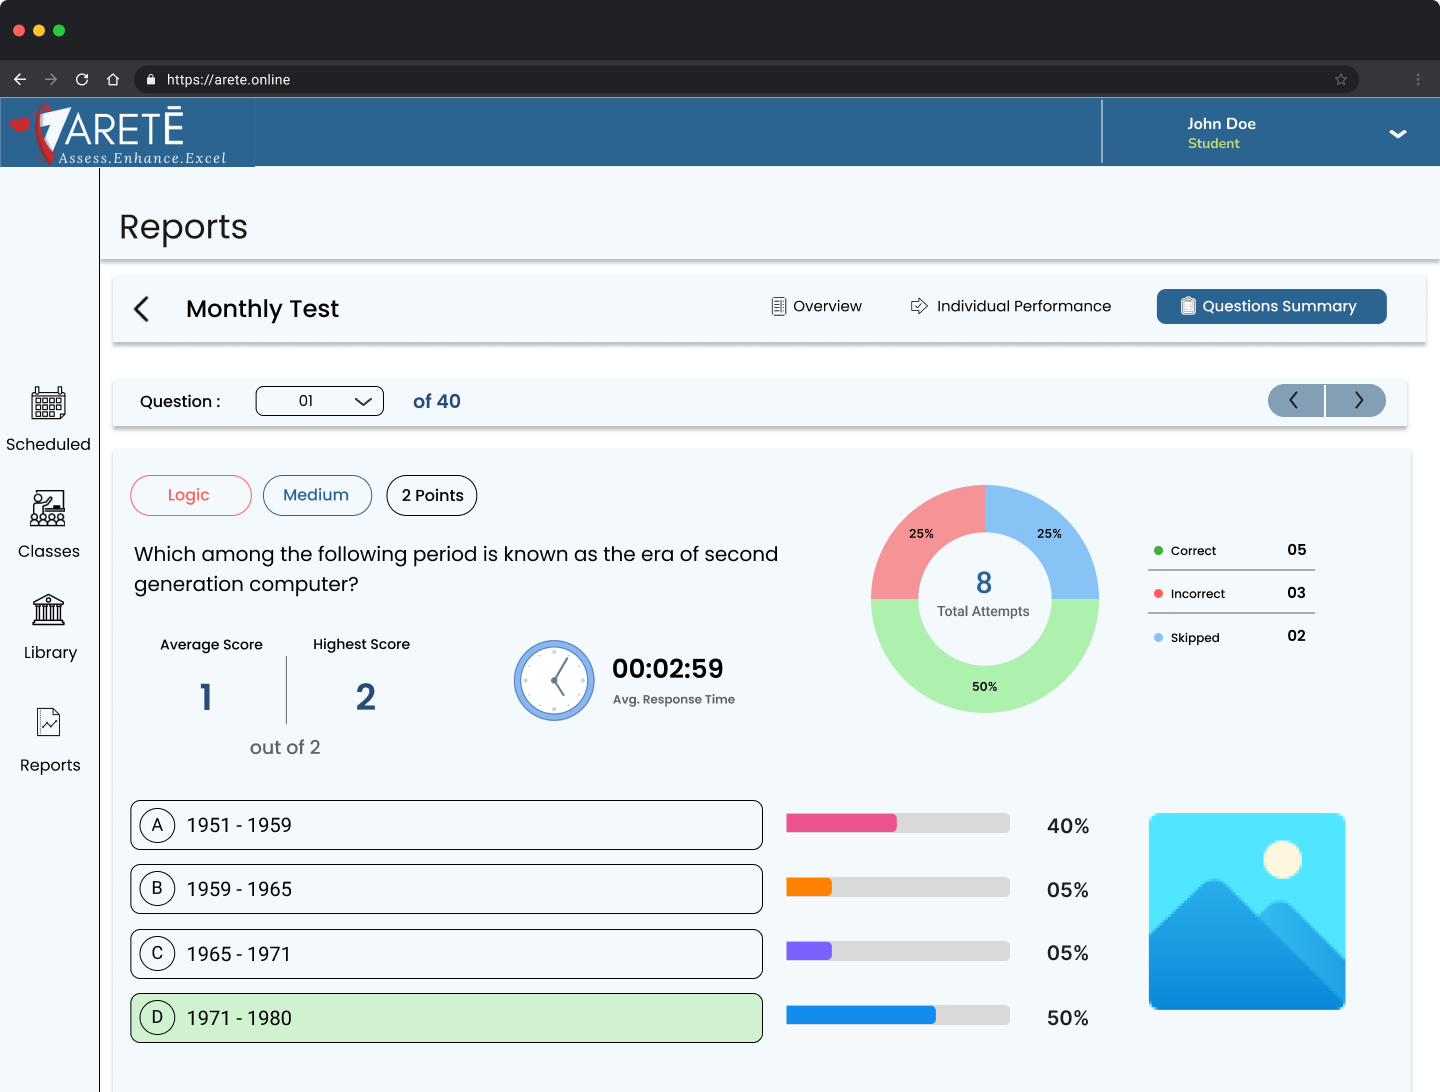 https://arete.online
ARETĒ
Assess.Enhance.Excel
John Doe
Student
Reports
Monthly Test
Overview
Individual Performance
Questions Summary
Question :
01
of 40
Scheduled
Classes
Library
Reports
Logic
Medium
2 Points
Which among the following period is known as the era of second
generation computer?
Average Score
Highest Score
1
2
out of 2
00:02:59
Avg. Response Time
25%
25%
8
Total Attempts
50%
Correct 05
Incorrect 03
Skipped 02
A 1951 - 1959 40%
B 1959 - 1965 05%
C 1965 - 1971 05%
D 1971 - 1980 50%